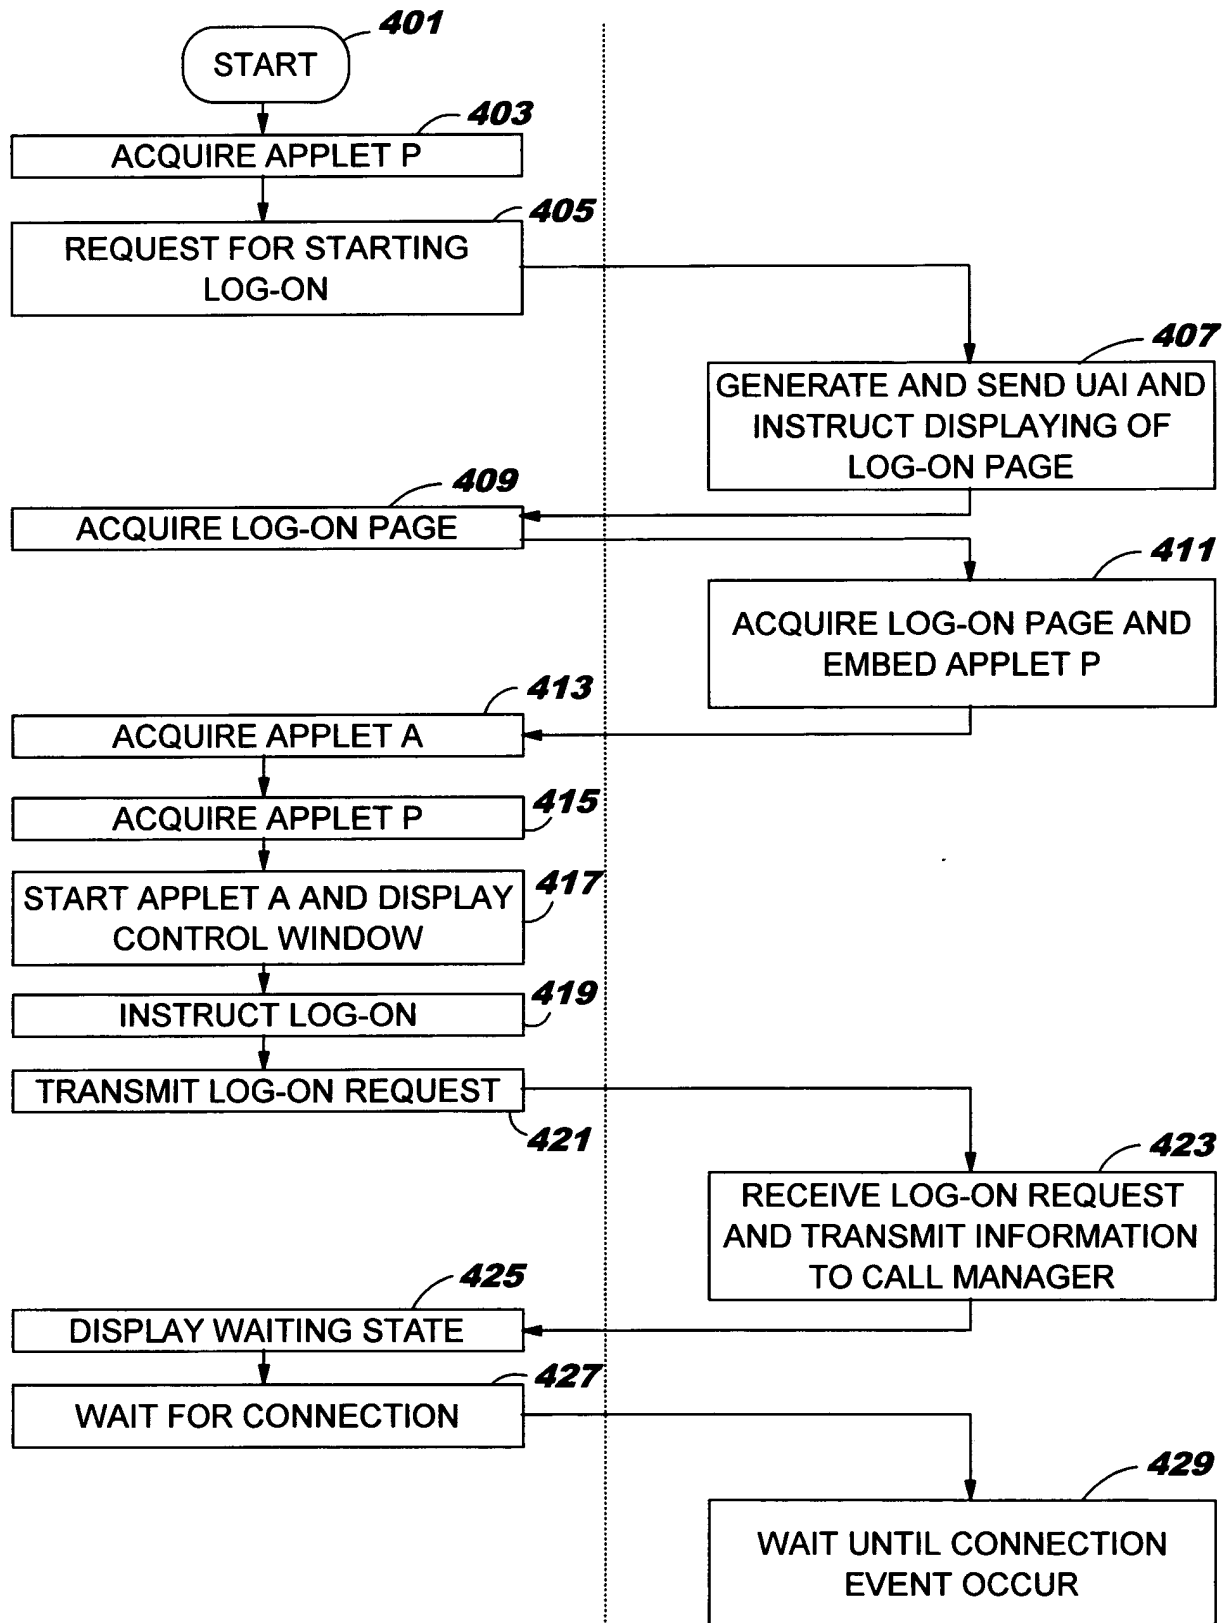 401
START
403
ACQUIRE APPLET P
405
REQUEST FOR STARTING
LOG-ON
407
GENERATE AND SEND UAI AND
INSTRUCT DISPLAYING OF
LOG-ON PAGE
409
ACQUIRE LOG-ON PAGE
411
ACQUIRE LOG-ON PAGE AND
EMBED APPLET P
413
ACQUIRE APPLET A
415
ACQUIRE APPLET P
417
START APPLET A AND DISPLAY
CONTROL WINDOW
419
INSTRUCT LOG-ON
TRANSMIT LOG-ON REQUEST
421
423
RECEIVE LOG-ON REQUEST
AND TRANSMIT INFORMATION
TO CALL MANAGER
425
DISPLAY WAITING STATE
427
WAIT FOR CONNECTION
429
WAIT UNTIL CONNECTION
EVENT OCCUR